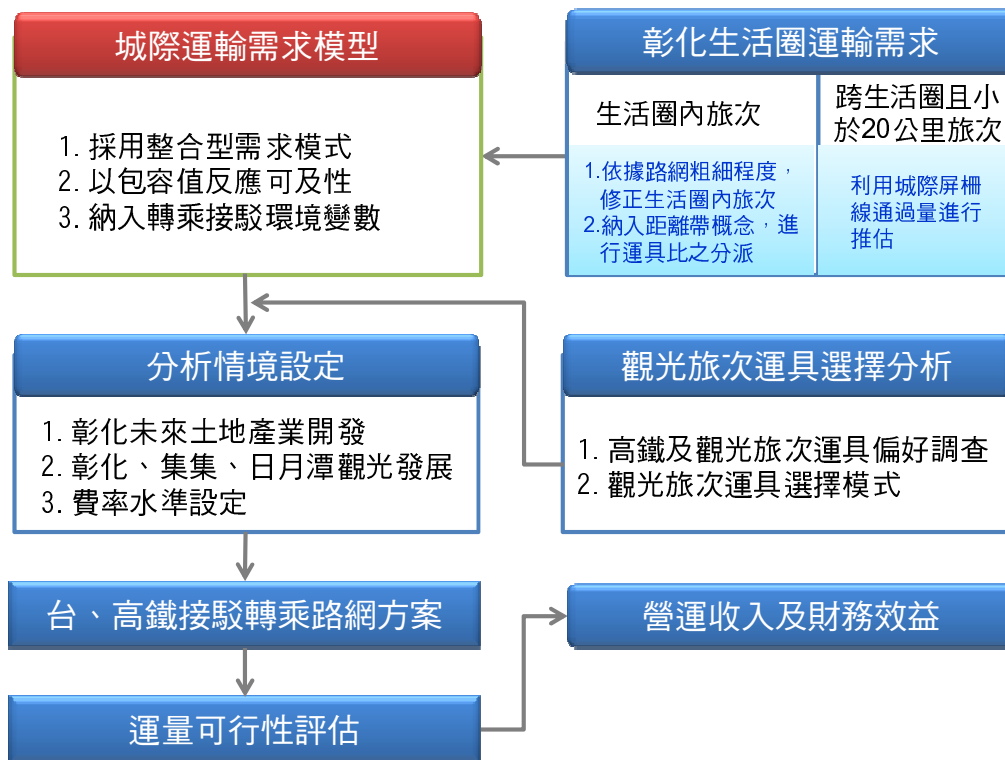 城際運輸需求模型
1. 採用整合型需求模式
2. 以包容值反應可及性
3. 納入轉乘接駁環境變數
彰化生活圈運輸需求
生活圈內旅次
1.依據路網粗細程度，
修正生活圈內旅次
2.納入距離帶概念，進
行運具比之分派
跨生活圈且小
於20公里旅次
利用城際屏柵
線通過量進行
推估
分析情境設定
1. 彰化未來土地產業開發
2. 彰化、集集、日月潭觀光發展
3. 費率水準設定
觀光旅次運具選擇分析
1. 高鐵及觀光旅次運具偏好調查
2. 觀光旅次運具選擇模式
台、高鐵接駁轉乘路網方案
營運收入及財務效益
運量可行性評估